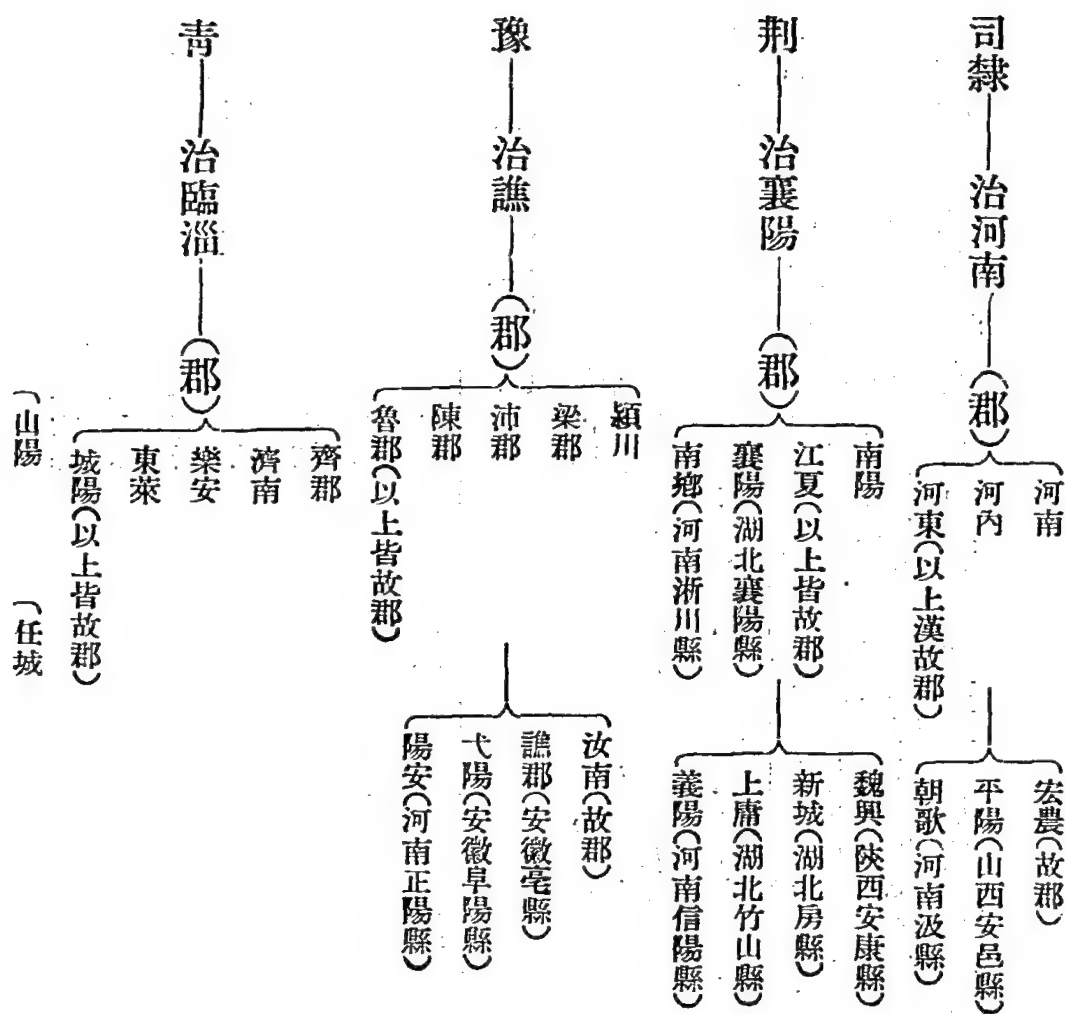 司隸
治河南
（郡）
河南
河內
河東（以上漢故郡）
宏農（故郡）
平陽（山西安邑縣）
朝歌（河南汲縣）
荆
治襄陽
（郡）
南陽
江夏（以上皆故郡）
襄陽（湖北襄陽縣）
南鄉（河南淅川縣）
魏興（陝西安康縣）
新城（湖北房縣）
上庸（湖北竹山縣）
義陽（河南信陽縣）
豫
治譙
（郡）
潁川
梁郡
沛郡
陳郡
魯郡（以上皆故郡）
汝南（故郡）
譙郡（安徽亳縣）
弋陽（安徽阜陽縣）
陽安（河南正陽縣）
靑
治臨淄
（郡）
齊郡
濟南
樂安
東萊
城陽（以上皆故郡）
山陽
任城